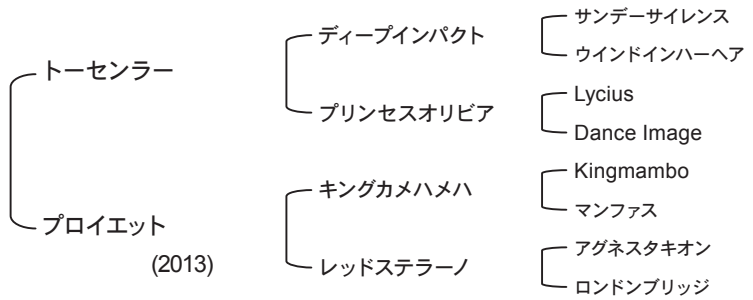 トーセンラー
プロイエット
(2013)
ディープインパクト
プリンセスオリビア
キングカメハメハ
レッドステラーノ
サンデーサイレンス
ウインドインハーヘア
Lycius
Dance Image
Kingmambo
マンファス
アグネスタキオン
ロンドンブリッジ